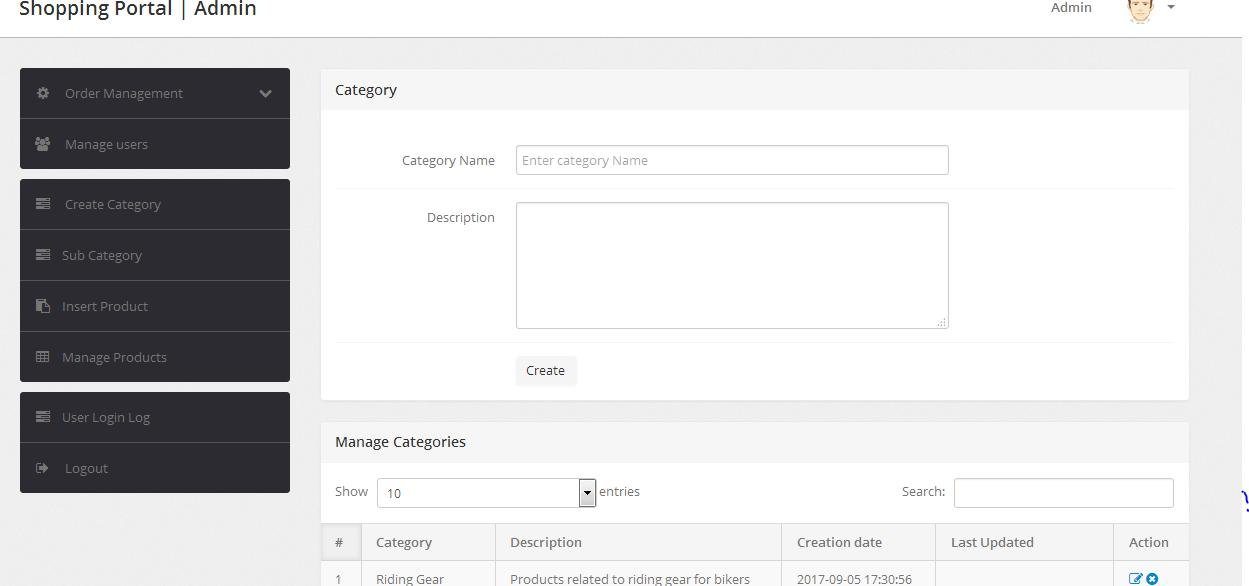 Shopping Portal | Admin
Admin
Order Management
Manage users
Create Category
Sub Category
Insert Product
Manage Products
User Login Log
Logout
Category
Category Name
Enter category Name
Description
Create
Manage Categories
Show 10 entries
Search:
# Category Description Creation date Last Updated Action
1 Riding Gear Products related to riding gear for bikers 2017-09-05 17:30:56